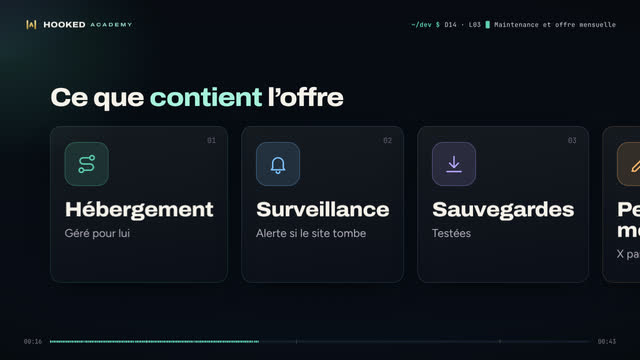 HOOKED ACADEMY
~/dev $ D14 · L03 Maintenance et offre mensuelle
Ce que contient l’offre
01
Hébergement
Géré pour lui
02
Surveillance
Alerte si le site tombe
03
Sauvegardes
Testées
00:16
00:43